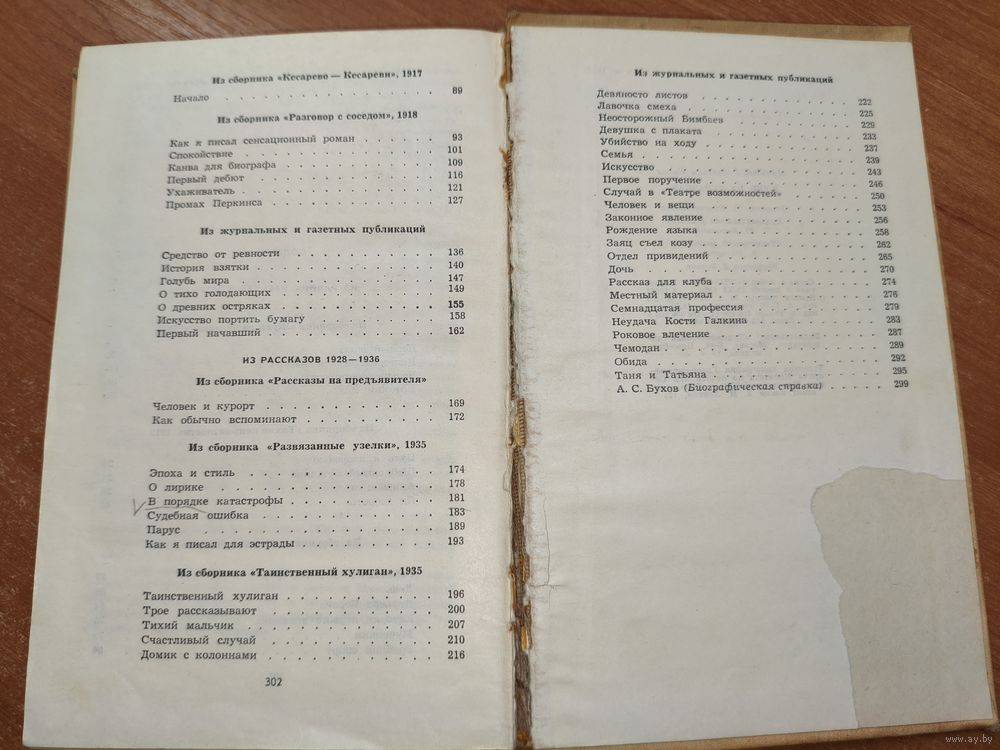 Из сборника «Кесарево — Кесареви», 1917
Начало . . . . . . . . . . . . . 89
Из сборника «Разговор с соседом», 1918
Как я писал сенсационный роман . . . . . 93
Спокойствие . . . . . . . . . . . . 101
Канва для биографа . . . . . . . . . 109
Первый дебют . . . . . . . . . . . 116
Ухаживатель . . . . . . . . . . . . 121
Промах Перкинса . . . . . . . . . . 127
Из журнальных и газетных публикаций
Средство от ревности . . . . . . . . . 136
История взятки . . . . . . . . . . . 140
Голубь мира . . . . . . . . . . . . 147
О тихо голодающих . . . . . . . . . 149
О древних остряках . . . . . . . . . 155
Искусство портить бумагу . . . . . . . 158
Первый начавший . . . . . . . . . . 162
ИЗ РАССКАЗОВ 1928—1936
Из сборника «Рассказы на предъявителя»
Человек и курорт . . . . . . . . . . 169
Как обычно вспоминают . . . . . . . . 172
Из сборника «Развязанные узелки», 1935
Эпоха и стиль . . . . . . . . . . . 174
О лирике . . . . . . . . . . . . . 178
В порядке катастрофы . . . . . . . . . 181
Судебная ошибка . . . . . . . . . . 183
Парус . . . . . . . . . . . . . . 189
Как я писал для эстрады . . . . . . . . 193
Из сборника «Таинственный хулиган», 1935
Таинственный хулиган . . . . . . . . . 196
Трое рассказывают . . . . . . . . . . 200
Тихий мальчик . . . . . . . . . . . 207
Счастливый случай . . . . . . . . . . 210
Домик с колоннами . . . . . . . . . . 216
302
Из журнальных и газетных публикаций
Девяносто листов . . . . . . . . . . 222
Лавочка смеха . . . . . . . . . . . 225
Неосторожный Бимбаев . . . . . . . . 229
Девушка с плаката . . . . . . . . . . 233
Убийство на ходу . . . . . . . . . . 237
Семья . . . . . . . . . . . . . . 239
Искусство . . . . . . . . . . . . . 243
Первое поручение . . . . . . . . . . 246
Случай в «Театре возможностей» . . . . . 250
Человек и вещи . . . . . . . . . . . 253
Законное явление . . . . . . . . . . 256
Рождение языка . . . . . . . . . . . 258
Заяц съел козу . . . . . . . . . . . 262
Отдел привидений . . . . . . . . . . 265
Дочь . . . . . . . . . . . . . . 270
Рассказ для клуба . . . . . . . . . . 274
Местный материал . . . . . . . . . . 276
Семнадцатая профессия . . . . . . . . 279
Неудача Кости Галкина . . . . . . . . 283
Роковое влечение . . . . . . . . . . 287
Чемодан . . . . . . . . . . . . . 289
Обида . . . . . . . . . . . . . . 292
Таня и Татьяна . . . . . . . . . . . 295
А. С. Бухов (Биографическая справка) . . . . . 299
www.ay.by